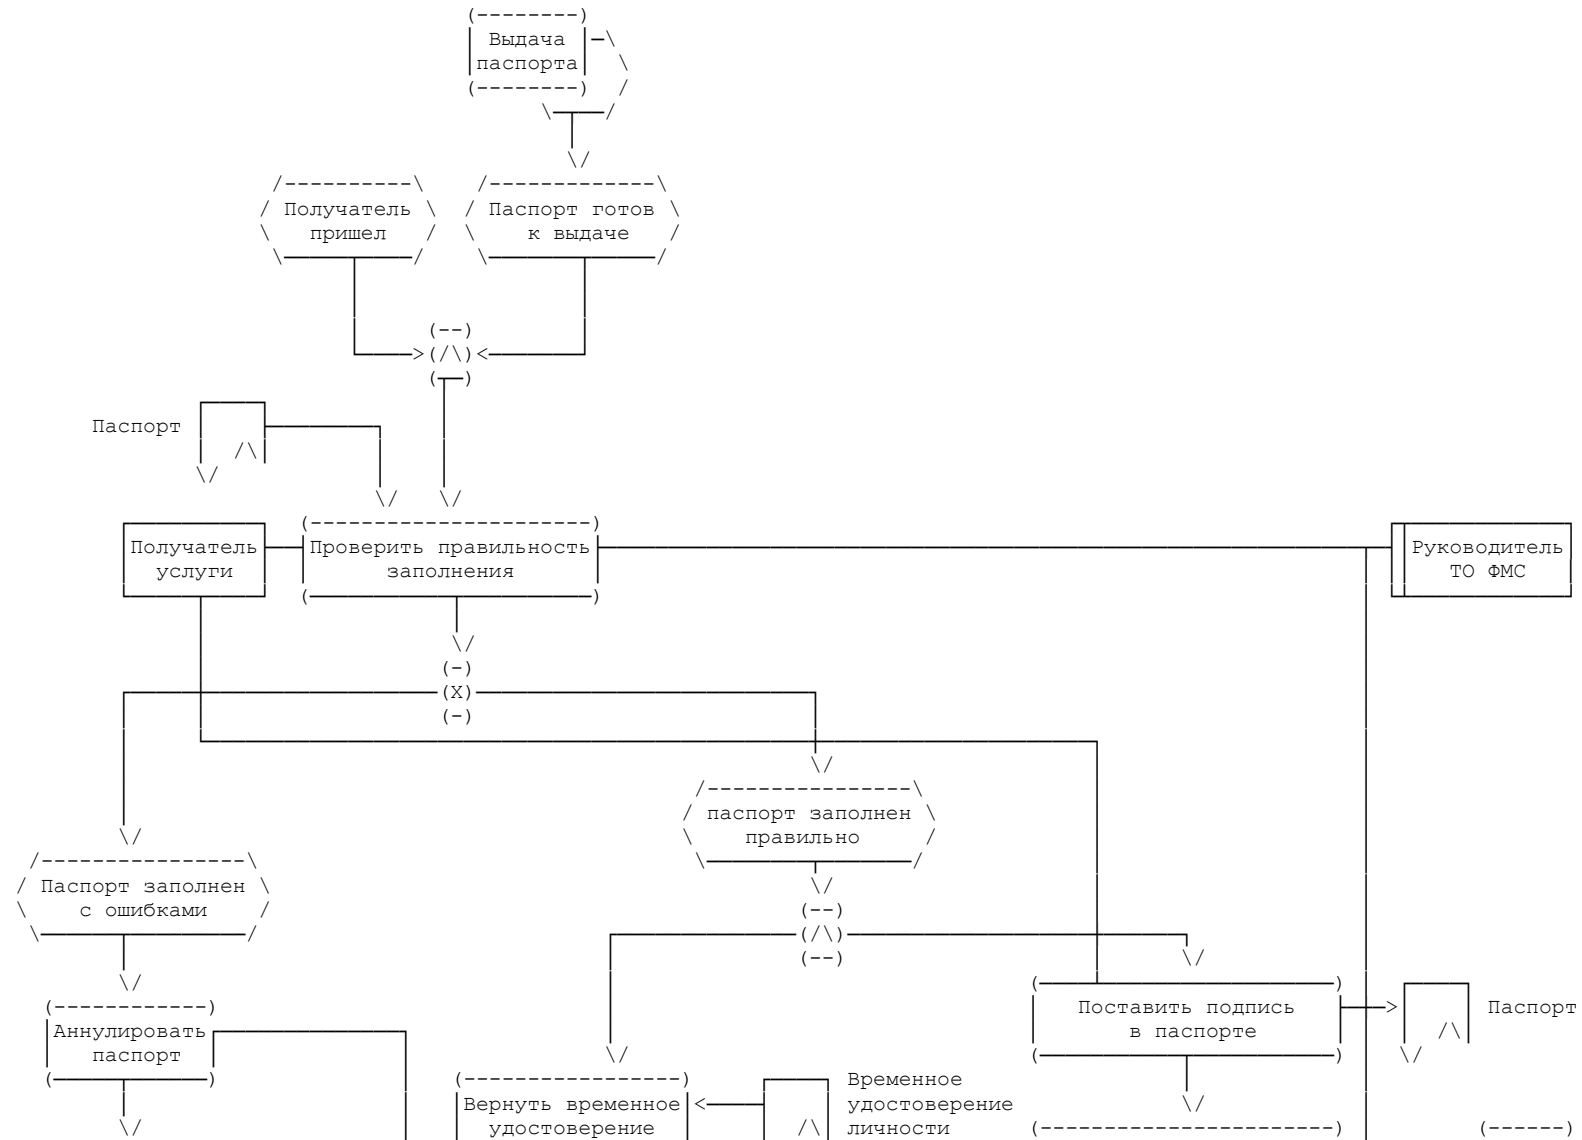 Выдача
паспорта
Получатель
пришел
Паспорт готов
к выдаче
Паспорт
Получатель
услуги
Проверить правильность
заполнения
Руководитель
ТО ФМС
X
паспорт заполнен
правильно
Паспорт заполнен
с ошибками
Поставить подпись
в паспорте
Паспорт
Аннулировать
паспорт
Вернуть временное
удостоверение
Временное
удостоверение
личности